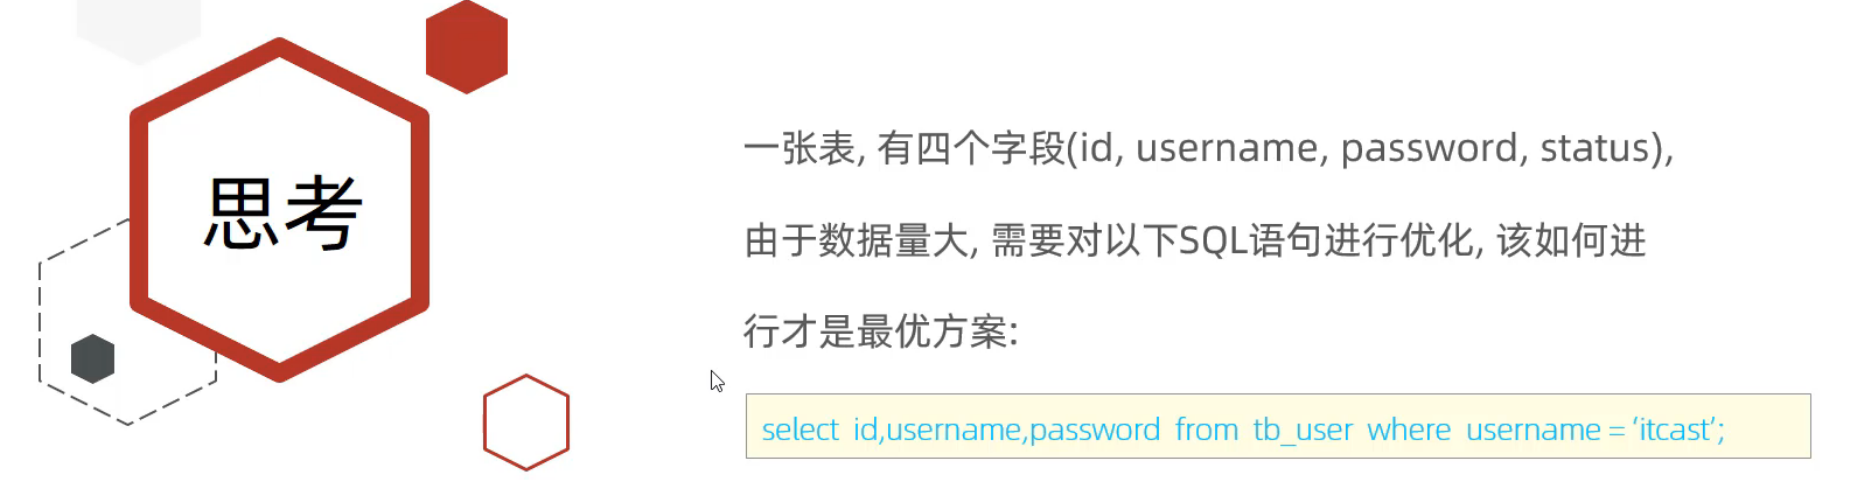 思考
一张表, 有四个字段(id, username, password, status),
由于数据量大, 需要对以下SQL语句进行优化, 该如何进
行才是最优方案:
select id,username,password from tb_user where username = ‘itcast’;